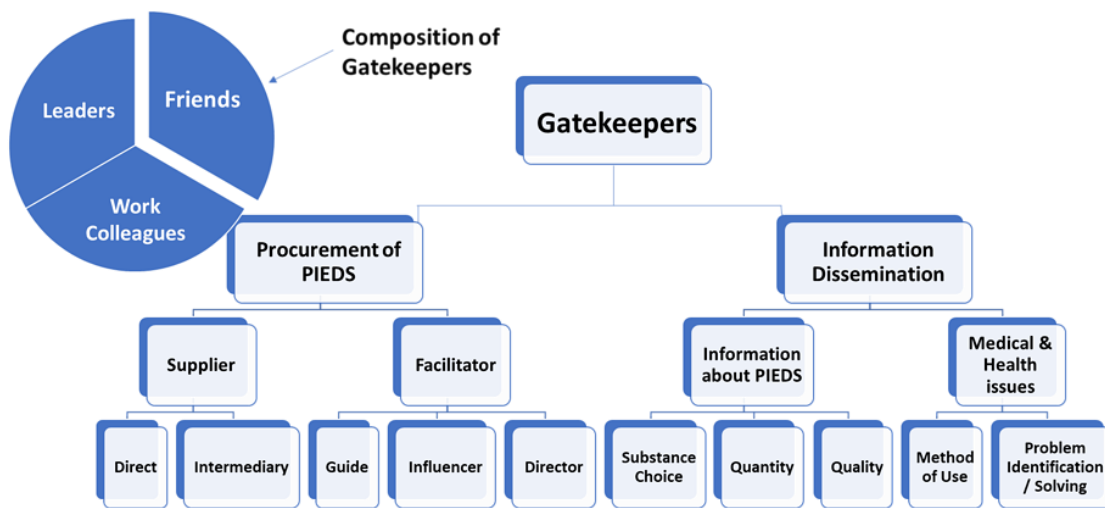 Composition of
Gatekeepers
Leaders
Friends
Work
Colleagues
Gatekeepers
Procurement of
PIEDS
Information
Dissemination
Supplier
Facilitator
Information
about PIEDS
Medical &
Health
issues
Direct
Intermediary
Guide
Influencer
Director
Substance
Choice
Quantity
Quality
Method
of Use
Problem
Identification
/ Solving